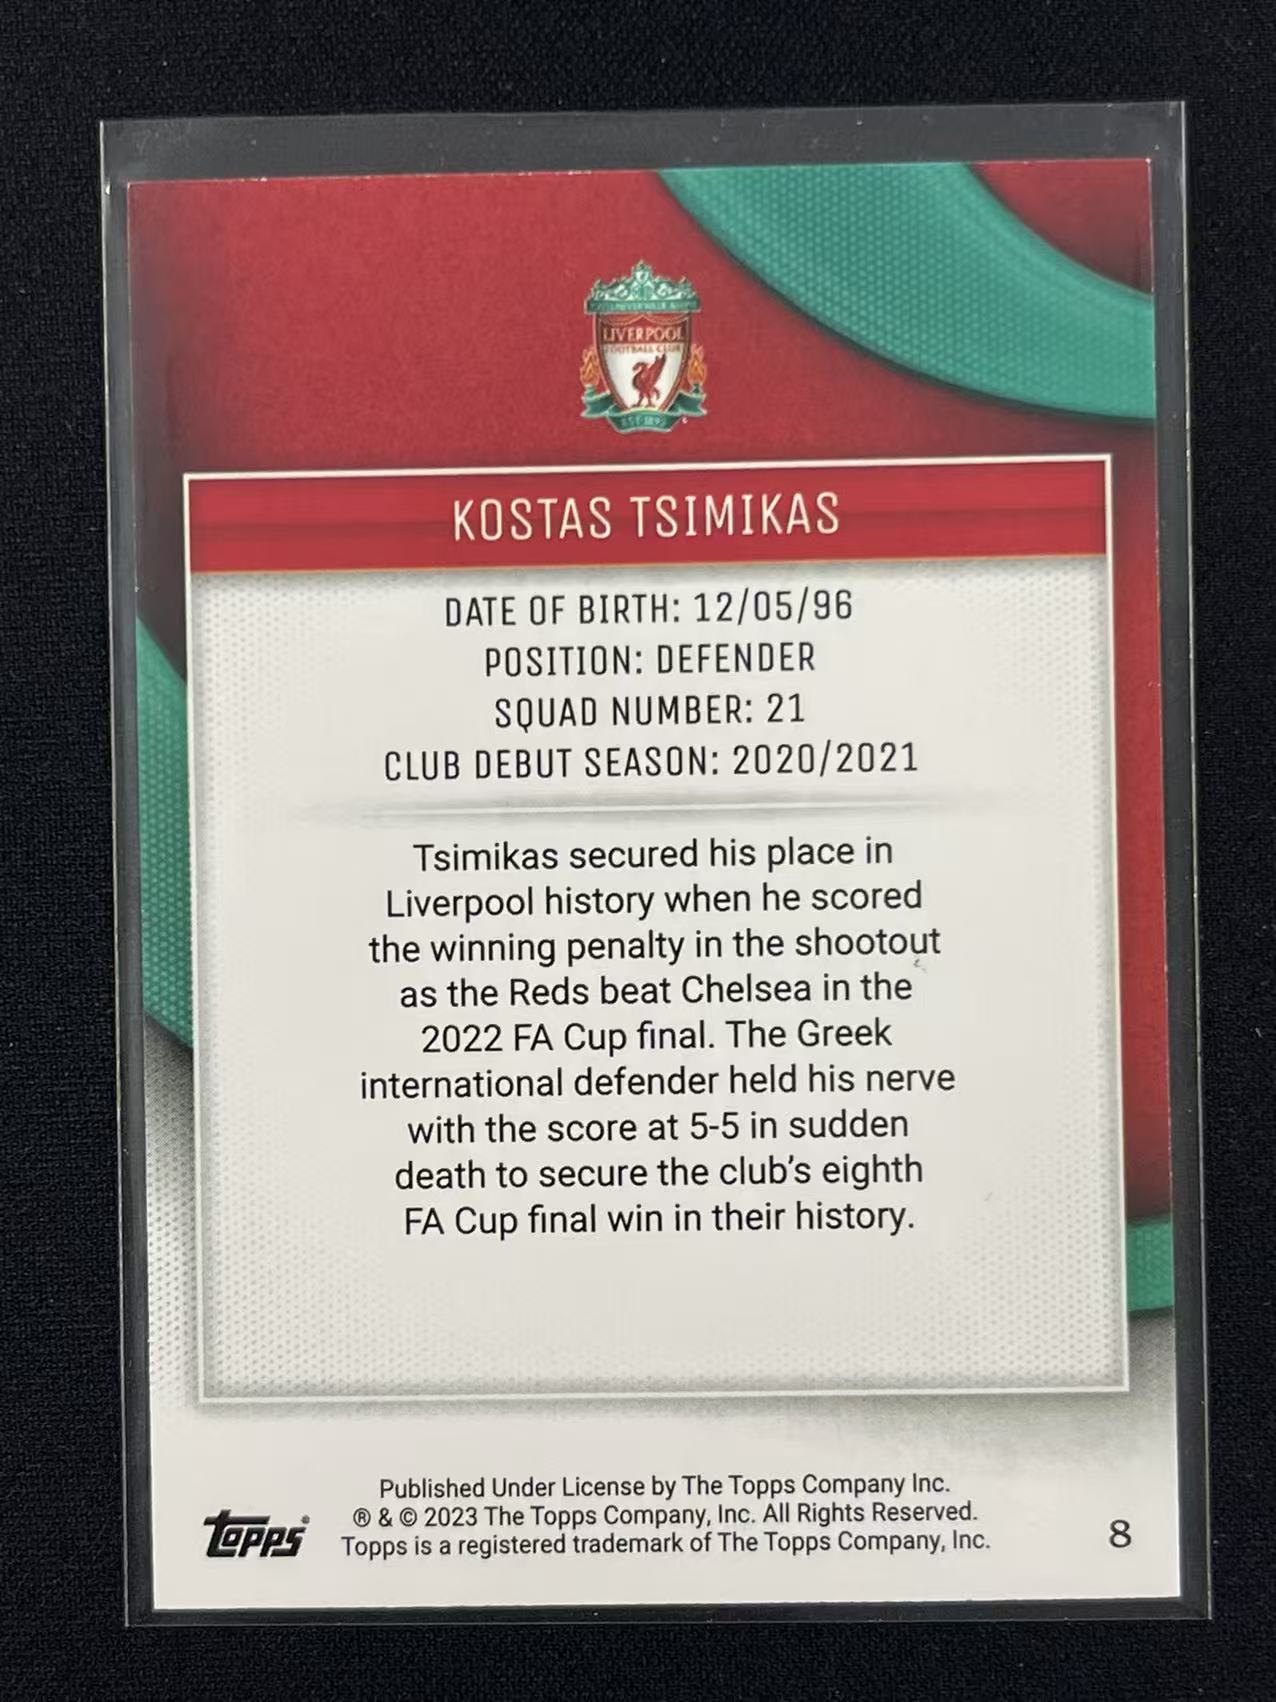 LIVERPOOL
FOOTBALL CLUB
EST·1892
KOSTAS TSIMIKAS
DATE OF BIRTH: 12/05/96
POSITION: DEFENDER
SQUAD NUMBER: 21
CLUB DEBUT SEASON: 2020/2021
Tsimikas secured his place in
Liverpool history when he scored
the winning penalty in the shootout
as the Reds beat Chelsea in the
2022 FA Cup final. The Greek
international defender held his nerve
with the score at 5-5 in sudden
death to secure the club's eighth
FA Cup final win in their history.
Published Under License by The Topps Company Inc.
® & © 2023 The Topps Company, Inc. All Rights Reserved.
Topps is a registered trademark of The Topps Company, Inc.
topps®
8